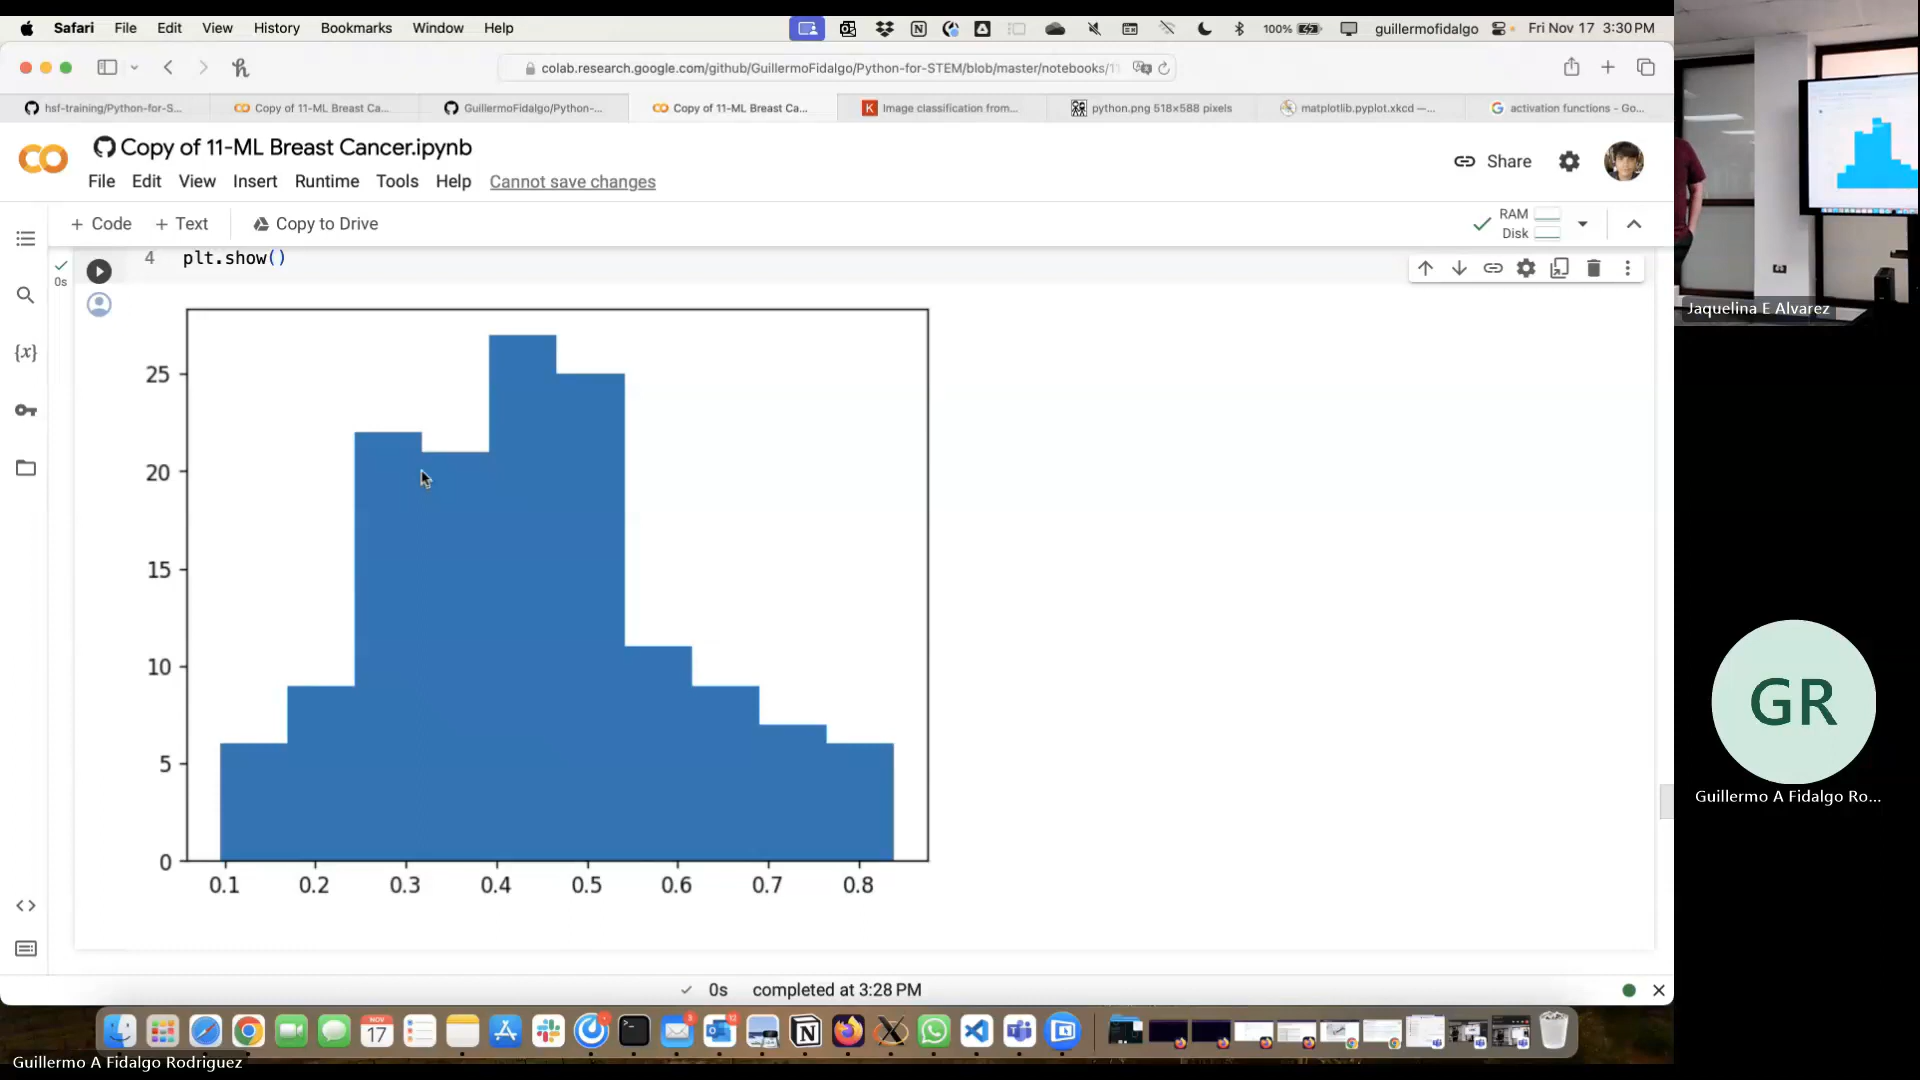 Safari File Edit View History Bookmarks Window Help 100% guillermofidalgo Fri Nov 17 3:30 PM
colab.research.google.com/github/GuillermoFidalgo/Python-for-STEM/blob/master/notebooks/1
hsf-training/Python-for-S... Copy of 11-ML Breast Ca... GuillermoFidalgo/Python-... Copy of 11-ML Breast Ca... Image classification from... python.png 518×588 pixels matplotlib.pyplot.xkcd —... activation functions - Go...
Copy of 11-ML Breast Cancer.ipynb
Share
File Edit View Insert Runtime Tools Help Cannot save changes
+ Code + Text Copy to Drive
RAM
Disk
4 plt.show()
0s
{x}
25
20
15
10
5
0
0.1 0.2 0.3 0.4 0.5 0.6 0.7 0.8
0s completed at 3:28 PM
NOV
17
3
12
Guillermo A Fidalgo Rodriguez
Jaquelina E Alvarez
GR
Guillermo A Fidalgo Ro...